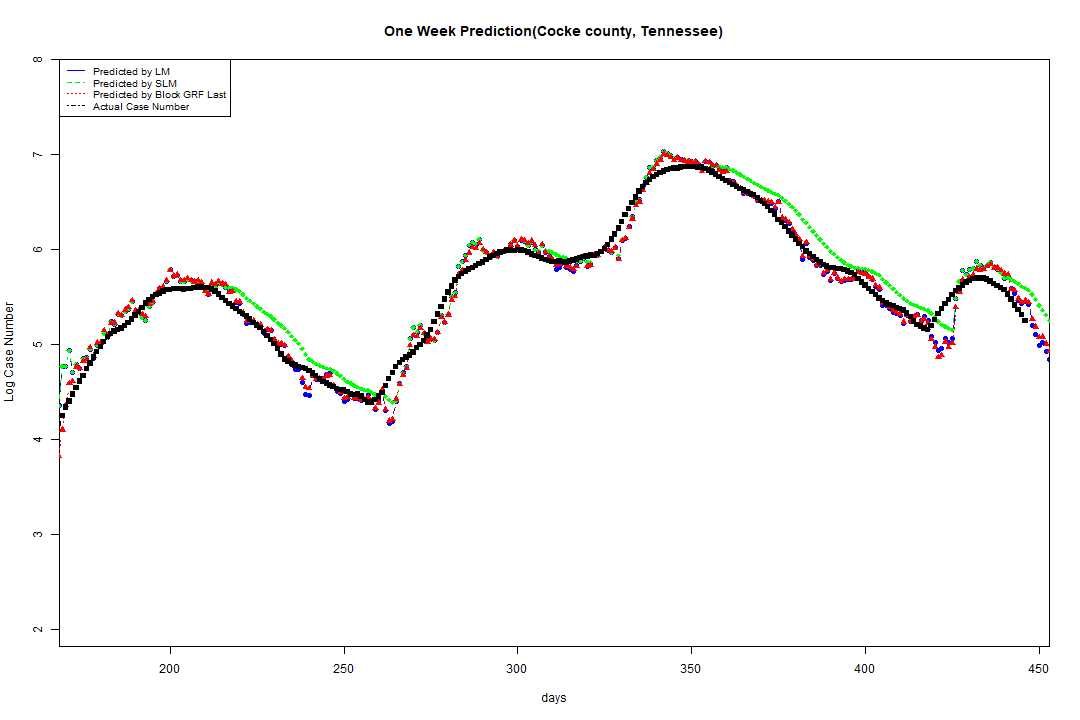 One Week Prediction(Cocke county, Tennessee)
Predicted by LM
Predicted by SLM
Predicted by Block GRF Last
Actual Case Number
8
7
6
5
4
3
2
Log Case Number
200 250 300 350 400 450
days